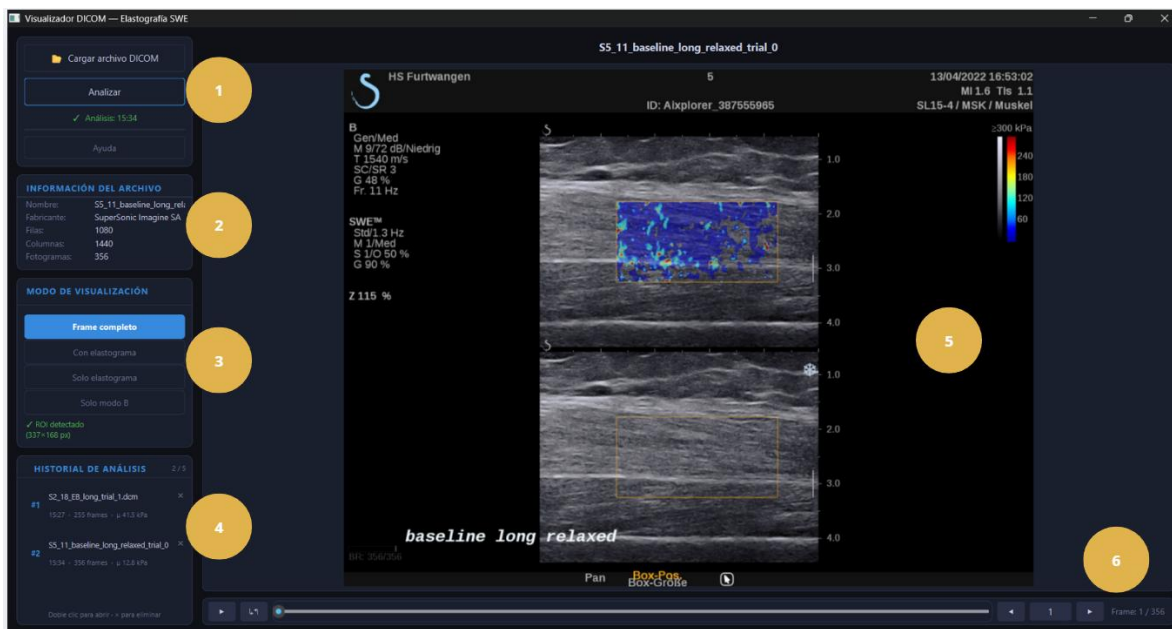 Visualizador DICOM — Elastografía SWE
Cargar archivo DICOM
Analizar
✓ Análisis: 15:34
Ayuda
1
INFORMACIÓN DEL ARCHIVO
Nombre: S5_11_baseline_long_rela
Fabricante: SuperSonic Imagine SA
Filas: 1080
Columnas: 1440
Fotogramas: 356
2
MODO DE VISUALIZACIÓN
Frame completo
Con elastograma
Solo elastograma
Solo modo B
✓ ROI detectado
(337×168 px)
3
HISTORIAL DE ANÁLISIS 2/5
#1 S2_18_EB_long_trial_1.dcm ×
15:27 - 255 frames - μ 41,5 kPa
#2 S5_11_baseline_long_relaxed_trial_0 ×
15:34 - 356 frames - μ 12,8 kPa
Doble clic para abrir - × para eliminar
4
S5_11_baseline_long_relaxed_trial_0
HS Furtwangen
5
13/04/2022 16:53:02
MI 1.6 TIs 1.1
ID: Aixplorer_387555965
SL15-4 / MSK / Muskel
B
Gen/Med
M 9/72 dB/Niedrig
T 1540 m/s
SC/SR 3
G 48 %
Fr. 11 Hz
SWE™
Std/1.3 Hz
M 1/Med
S 1/O 50 %
G 90 %
Z 115 %
S
1.0
2.0
3.0
4.0
≥300 kPa
240
180
120
60
S
1.0
2.0
3.0
4.0
5
baseline long relaxed
BR: 356/356
Pan
Box-Pos.
Box-Größe
6
1
Frame: 1 / 356